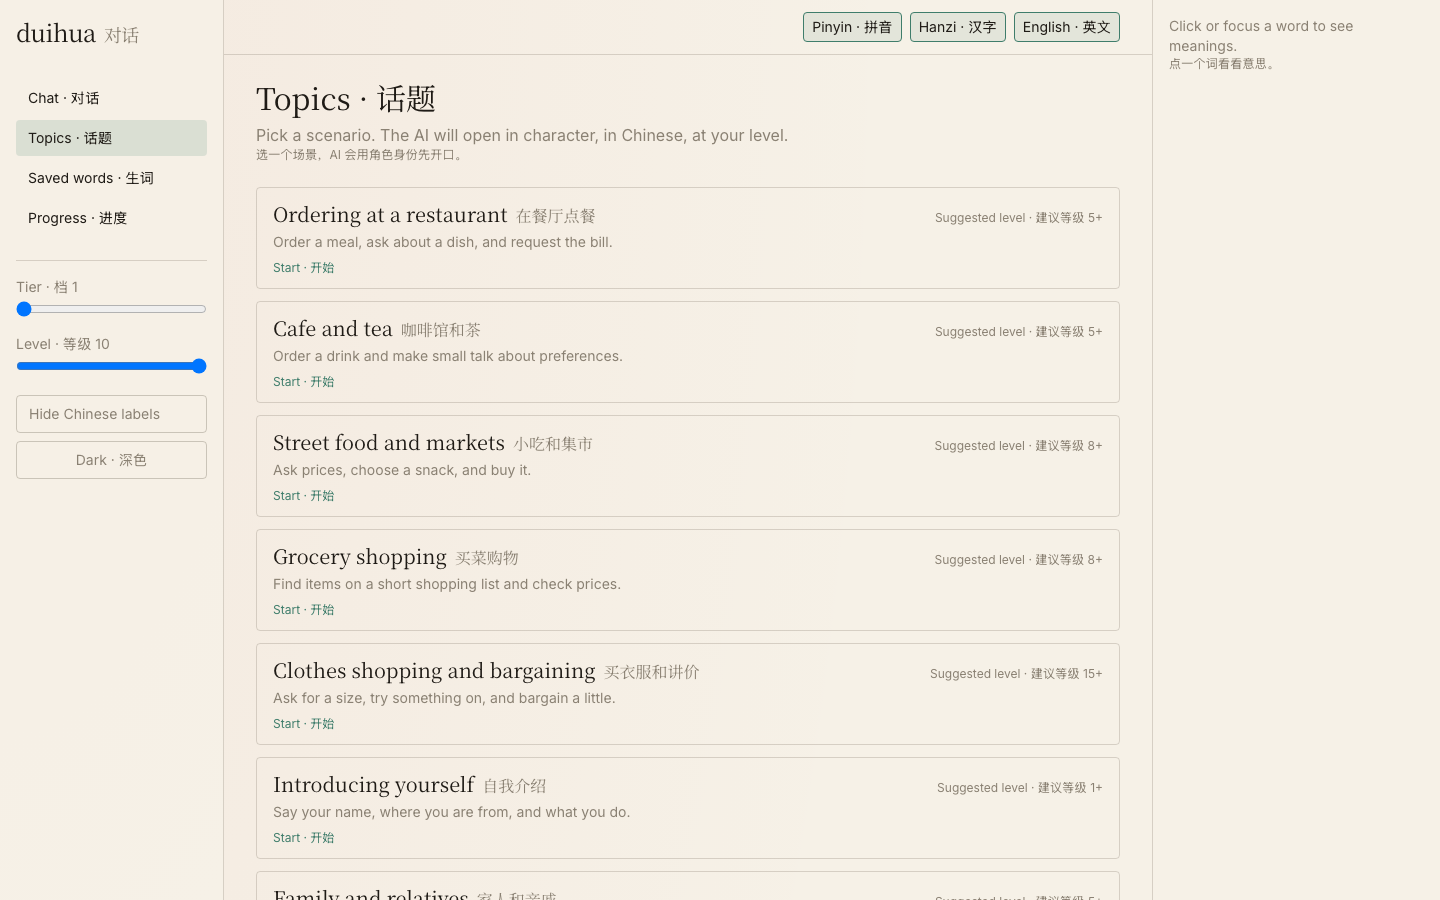 duihua 对话
Chat · 对话
Topics · 话题
Saved words · 生词
Progress · 进度
Tier · 档 1
Level · 等级 10
Hide Chinese labels
Dark · 深色
Pinyin · 拼音
Hanzi · 汉字
English · 英文
Topics · 话题
Pick a scenario. The AI will open in character, in Chinese, at your level.
选一个场景，AI 会用角色身份先开口。
Ordering at a restaurant 在餐厅点餐
Suggested level · 建议等级 5+
Order a meal, ask about a dish, and request the bill.
Start · 开始
Cafe and tea 咖啡馆和茶
Suggested level · 建议等级 5+
Order a drink and make small talk about preferences.
Start · 开始
Street food and markets 小吃和集市
Suggested level · 建议等级 8+
Ask prices, choose a snack, and buy it.
Start · 开始
Grocery shopping 买菜购物
Suggested level · 建议等级 8+
Find items on a short shopping list and check prices.
Start · 开始
Clothes shopping and bargaining 买衣服和讲价
Suggested level · 建议等级 15+
Ask for a size, try something on, and bargain a little.
Start · 开始
Introducing yourself 自我介绍
Suggested level · 建议等级 1+
Say your name, where you are from, and what you do.
Start · 开始
Family and relatives 家人和亲戚
Suggested level · 建议等级 5+
Click or focus a word to see
meanings.
点一个词看看意思。